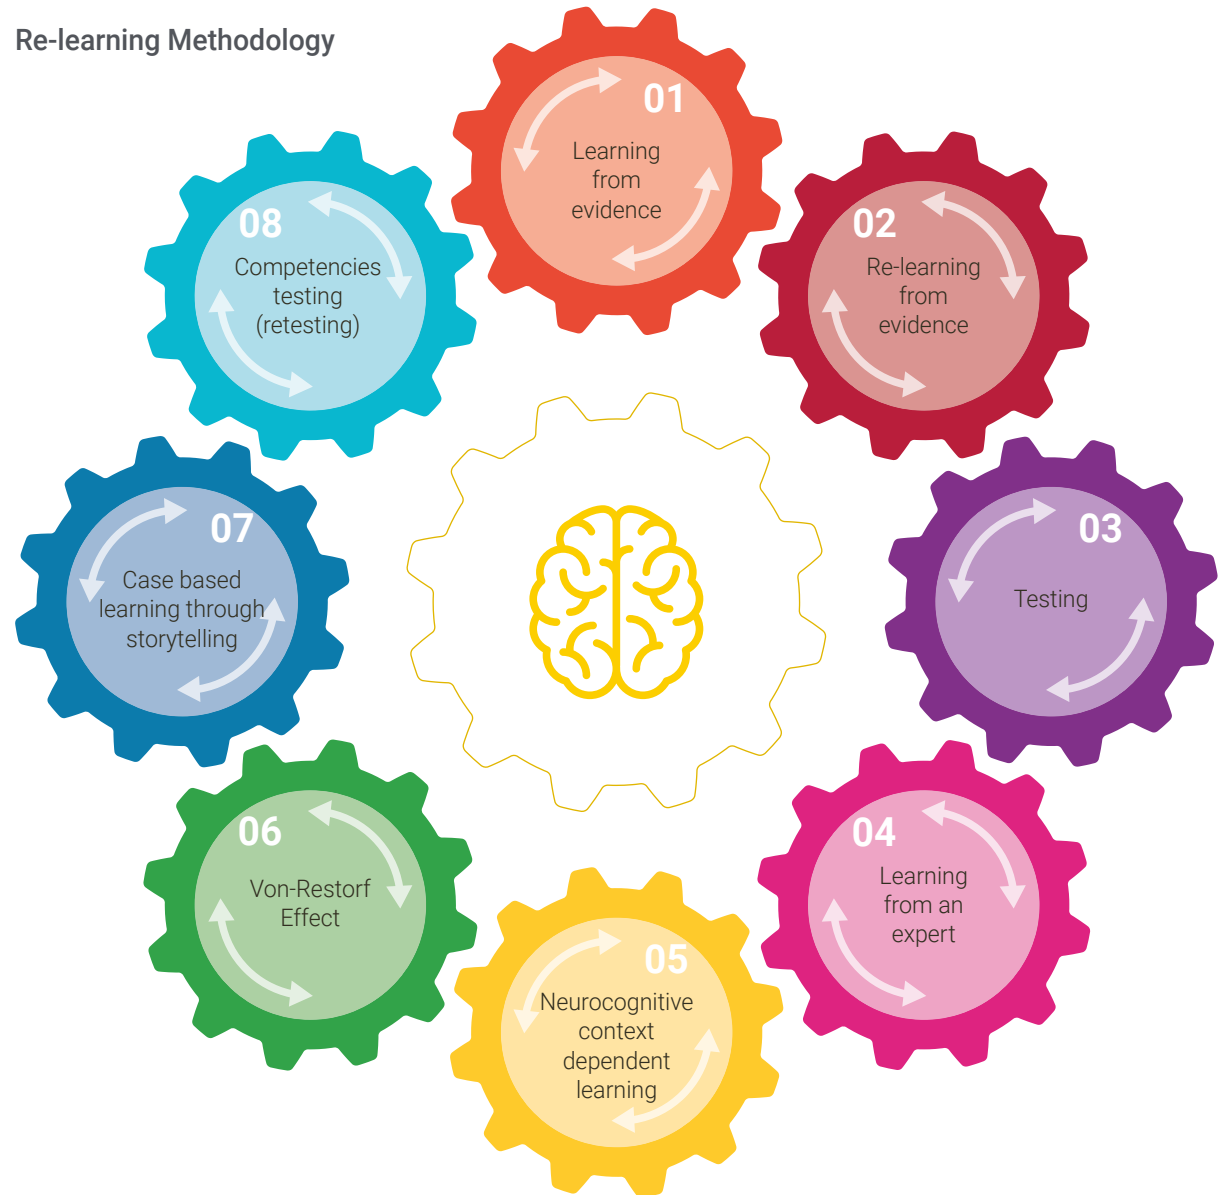 Re-learning Methodology
01
Learning
from
evidence
02
Re-learning
from
evidence
03
Testing
04
Learning
from an
expert
05
Neurocognitive
context
dependent
learning
06
Von-Restorf
Effect
07
Case based
learning through
storytelling
08
Competencies
testing
(retesting)